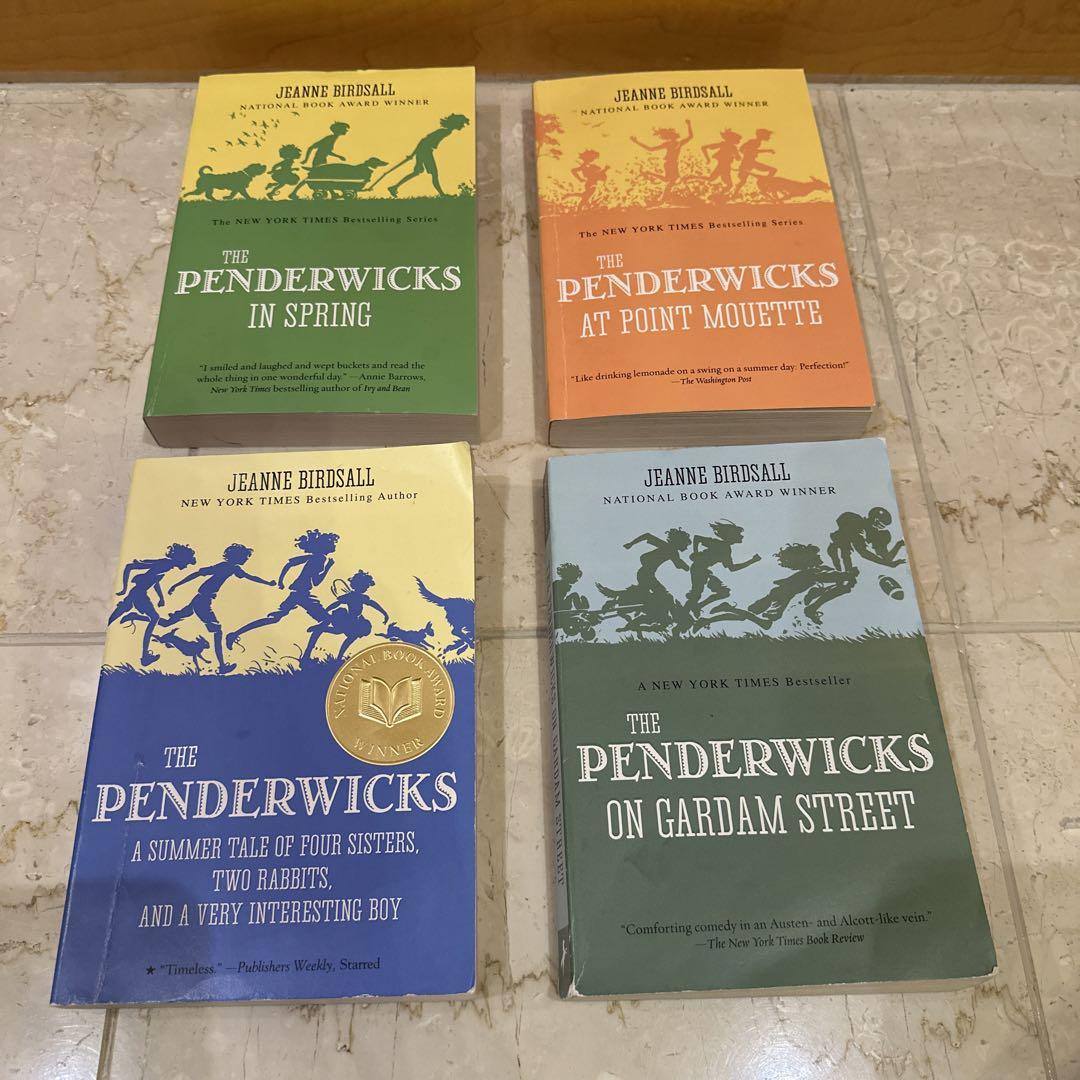 JEANNE BIRDSALL
NATIONAL BOOK AWARD WINNER
The NEW YORK TIMES Bestselling Series
THE
PENDERWICKS
IN SPRING
"I smiled and laughed and wept buckets and read the
whole thing in one wonderful day." —Annie Barrows,
New York Times bestselling author of Ivy and Bean
JEANNE BIRDSALL
NATIONAL BOOK AWARD WINNER
The NEW YORK TIMES Bestselling Series
THE
PENDERWICKS
AT POINT MOUETTE
"Like drinking lemonade on a swing on a summer day: Perfection!"
—The Washington Post
JEANNE BIRDSALL
NEW YORK TIMES Bestselling Author
NATIONAL BOOK AWARD
WINNER
THE
PENDERWICKS
A SUMMER TALE OF FOUR SISTERS,
TWO RABBITS,
AND A VERY INTERESTING BOY
★ "Timeless." —Publishers Weekly, Starred
JEANNE BIRDSALL
NATIONAL BOOK AWARD WINNER
A NEW YORK TIMES Bestseller
THE
PENDERWICKS
ON GARDAM STREET
"Comforting comedy in an Austen- and Alcott-like vein."
—The New York Times Book Review